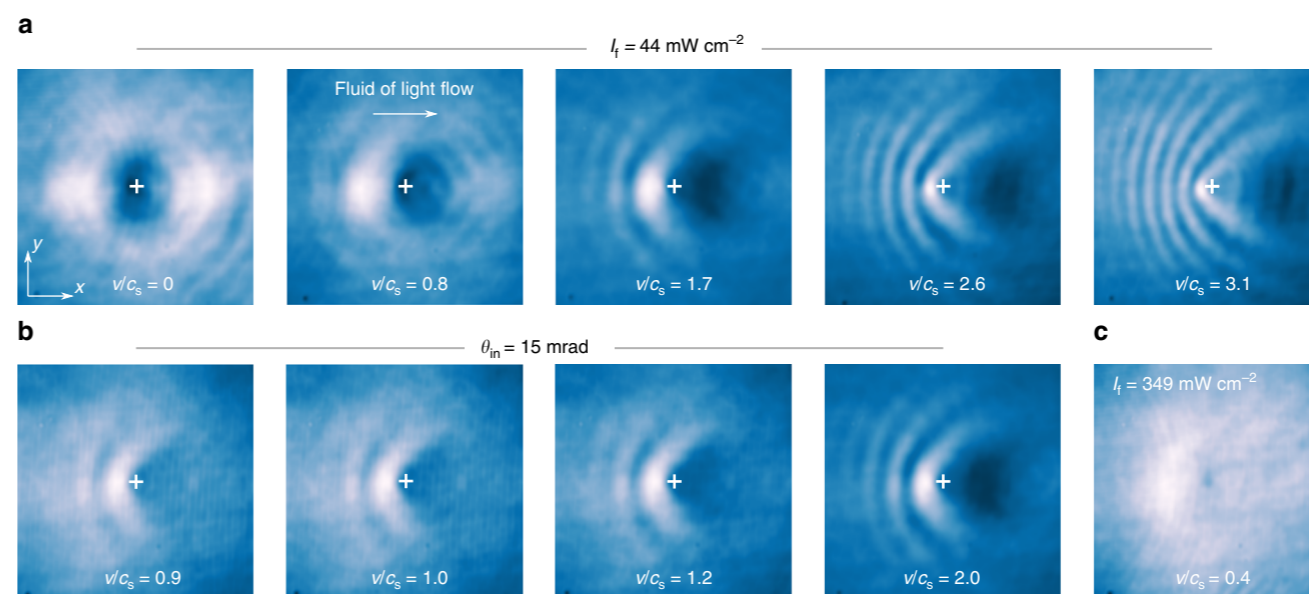 a
I_f = 44 mW cm⁻²
Fluid of light flow
y
x
v/c_s = 0
v/c_s = 0.8
v/c_s = 1.7
v/c_s = 2.6
v/c_s = 3.1
b
θ_in = 15 mrad
c
I_f = 349 mW cm⁻²
v/c_s = 0.9
v/c_s = 1.0
v/c_s = 1.2
v/c_s = 2.0
v/c_s = 0.4